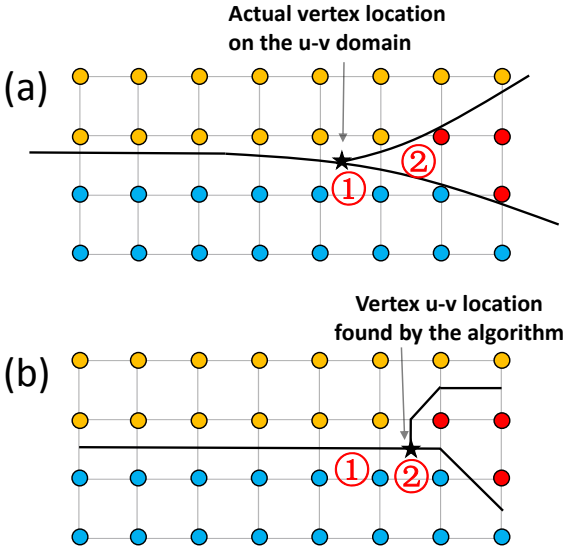 Actual vertex location
on the u-v domain
(a)
②
①
Vertex u-v location
found by the algorithm
(b)
① ②